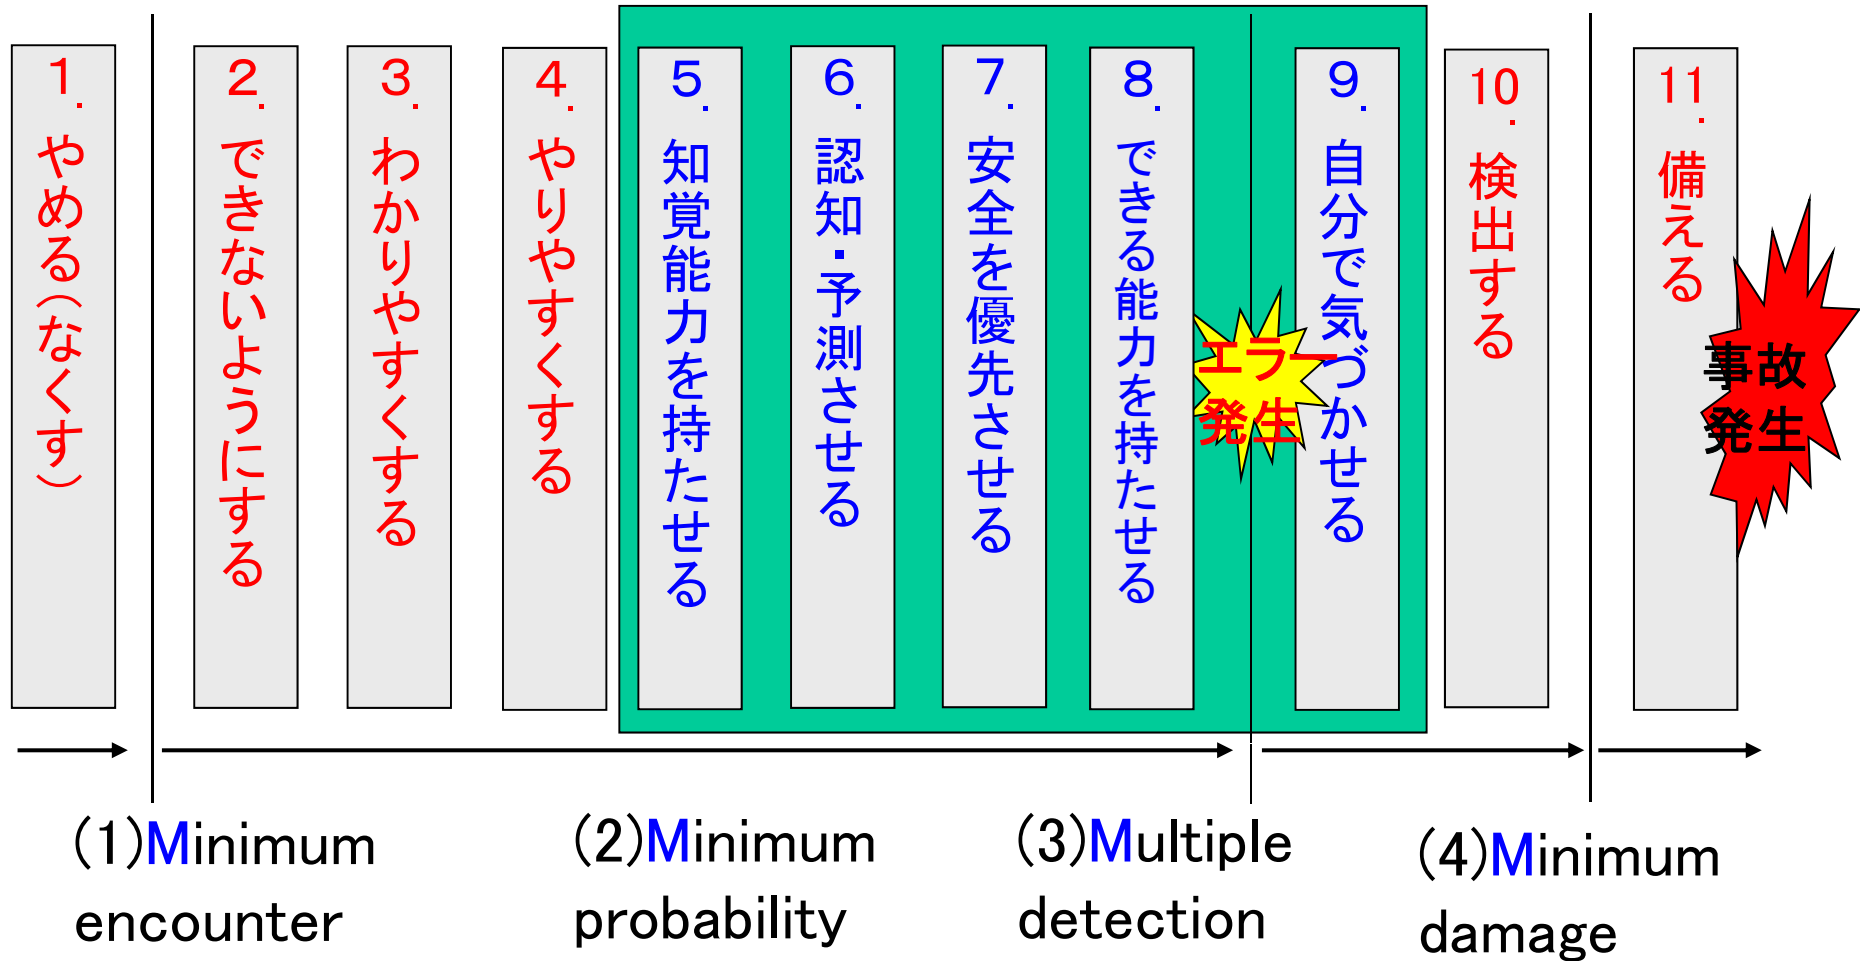 1．やめる(なくす)
２．できないようにする
３．わかりやすくする
４．やりやすくする
５．知覚能力を持たせる
６．認知・予測させる
７．安全を優先させる
８．できる能力を持たせる
エラー
発生
９．自分で気づかせる
10．検出する
11．備える
事故
発生
(1)Minimum
encounter
(2)Minimum
probability
(3)Multiple
detection
(4)Minimum
damage